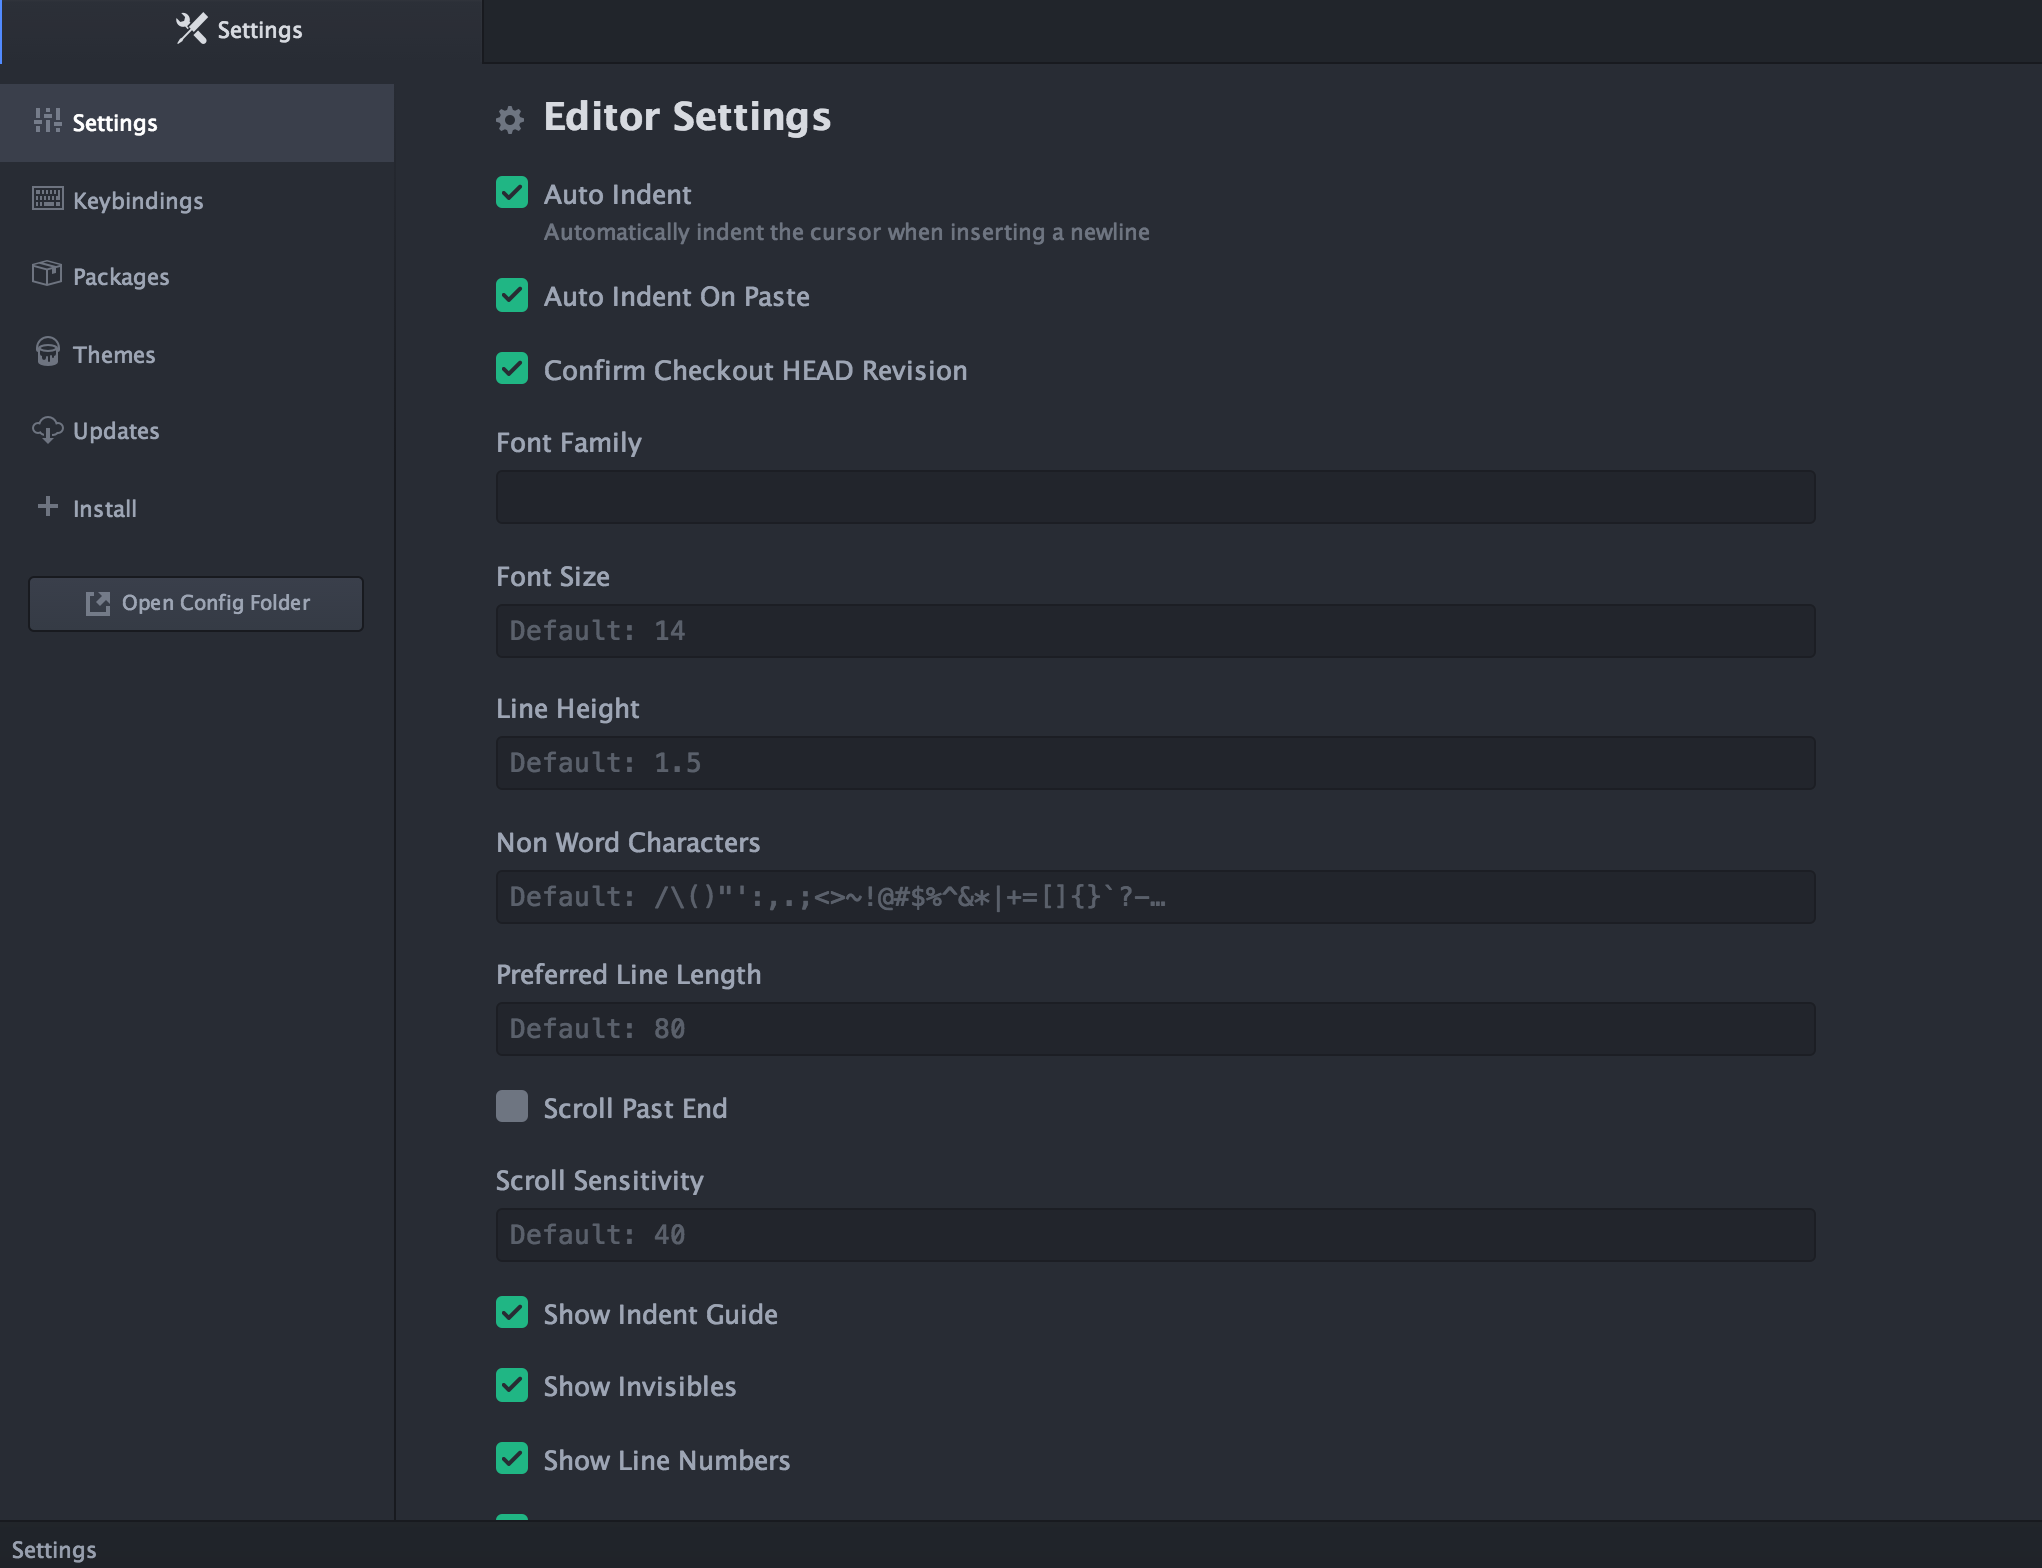 Settings
Settings
Keybindings
Packages
Themes
Updates
Install
Open Config Folder
Editor Settings
Auto Indent
Automatically indent the cursor when inserting a newline
Auto Indent On Paste
Confirm Checkout HEAD Revision
Font Family
Font Size
Default: 14
Line Height
Default: 1.5
Non Word Characters
Default: /\()"':,.;<>~!@#$%^&*|+=[]{}`?-…
Preferred Line Length
Default: 80
Scroll Past End
Scroll Sensitivity
Default: 40
Show Indent Guide
Show Invisibles
Show Line Numbers
Settings